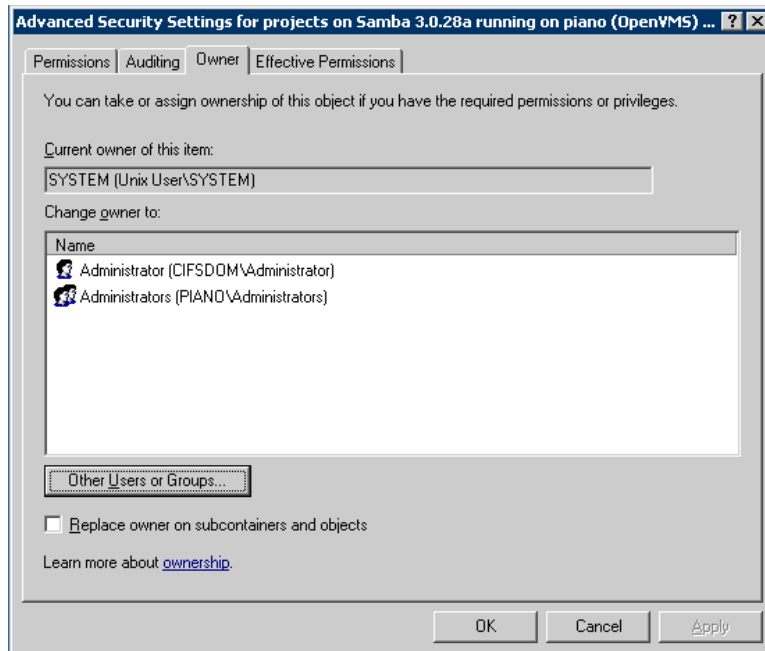 Advanced Security Settings for projects on Samba 3.0.28a running on piano (OpenVMS) ...
Permissions Auditing Owner Effective Permissions
You can take or assign ownership of this object if you have the required permissions or privileges.
Current owner of this item:
SYSTEM (Unix User\SYSTEM)
Change owner to:
Name
Administrator (CIFSDOM\Administrator)
Administrators (PIANO\Administrators)
Other Users or Groups...
Replace owner on subcontainers and objects
Learn more about ownership.
OK Cancel Apply